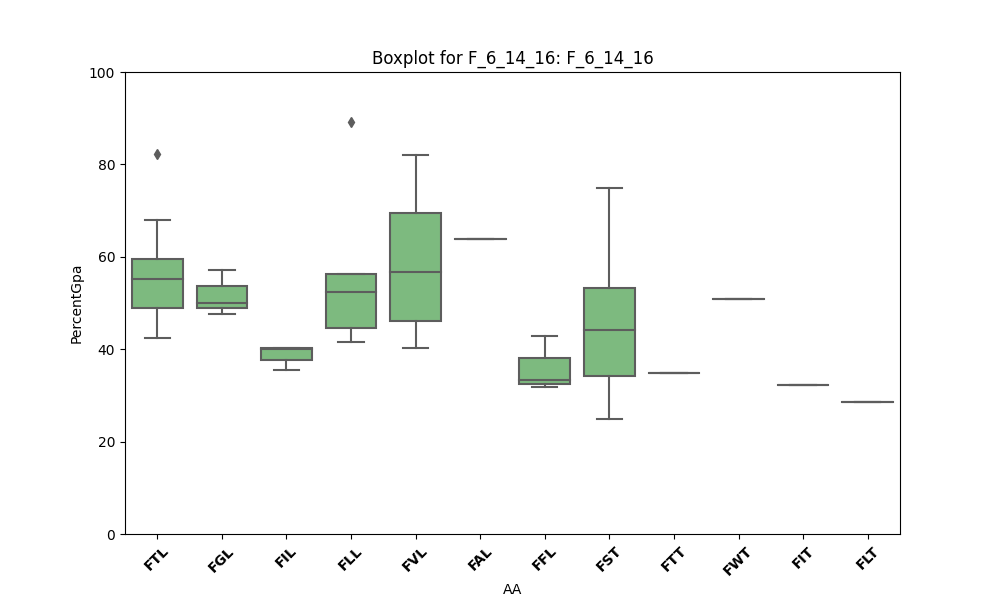 Boxplot for F_6_14_16: F_6_14_16
100
80
60
40
20
0
PercentGpa
FTL
FGL
FIL
FLL
FVL
FAL
FFL
FST
FTT
FWT
FIT
FLT
AA